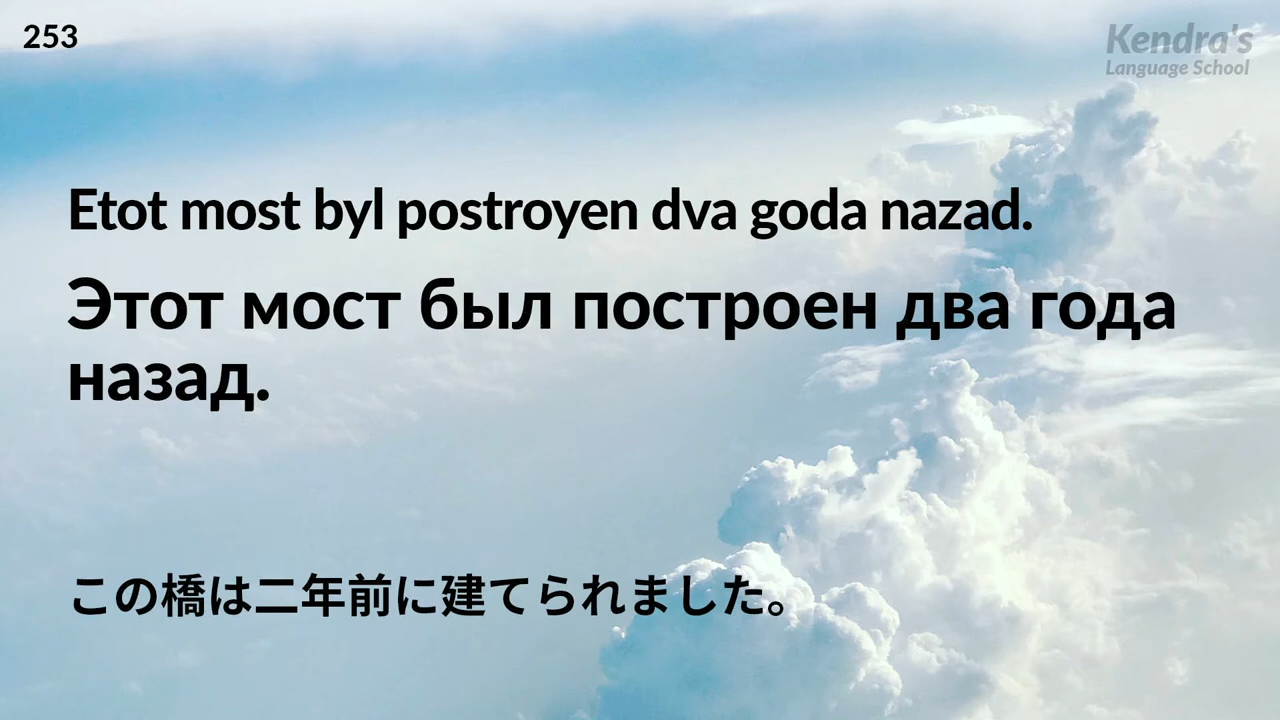 253
Kendra's
Language School
Etot most byl postroyen dva goda nazad.
Этот мост был построен два года
назад.
この橋は二年前に建てられました。